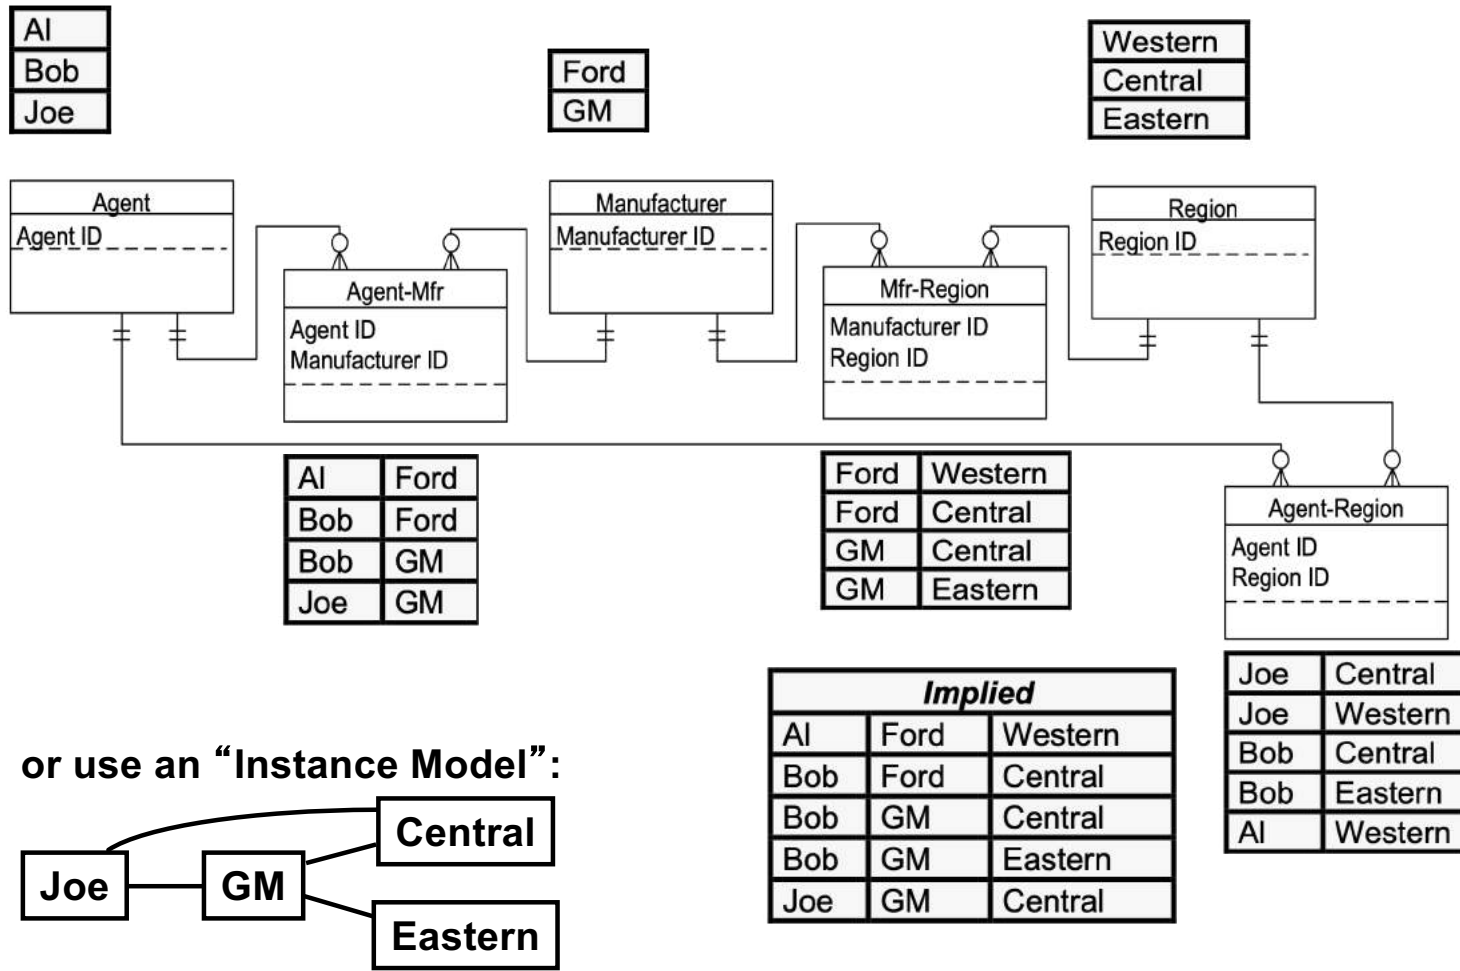 Al
Bob
Joe
Ford
GM
Western
Central
Eastern
Agent
Agent ID
Manufacturer
Manufacturer ID
Region
Region ID
Agent-Mfr
Agent ID
Manufacturer ID
Mfr-Region
Manufacturer ID
Region ID
Al Ford
Bob Ford
Bob GM
Joe GM
Ford Western
Ford Central
GM Central
GM Eastern
Agent-Region
Agent ID
Region ID
Joe Central
Joe Western
Bob Central
Bob Eastern
Al Western
Implied
Al Ford Western
Bob Ford Central
Bob GM Central
Bob GM Eastern
Joe GM Central
or use an “Instance Model”:
Central
Joe GM
Eastern